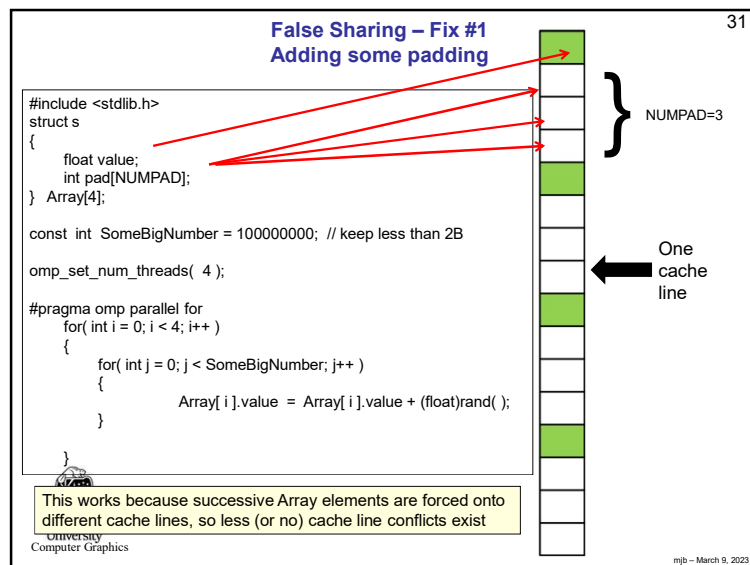 31
False Sharing – Fix #1
Adding some padding
#include <stdlib.h>
struct s
{
float value;
int pad[NUMPAD];
} Array[4];
const int SomeBigNumber = 100000000; // keep less than 2B
omp_set_num_threads( 4 );
#pragma omp parallel for
for( int i = 0; i < 4; i++ )
{
for( int j = 0; j < SomeBigNumber; j++ )
{
Array[ i ].value = Array[ i ].value + (float)rand( );
}
}
}
NUMPAD=3
One
cache
line
This works because successive Array elements are forced onto
different cache lines, so less (or no) cache line conflicts exist
University
Computer Graphics
mjb – March 9, 2023